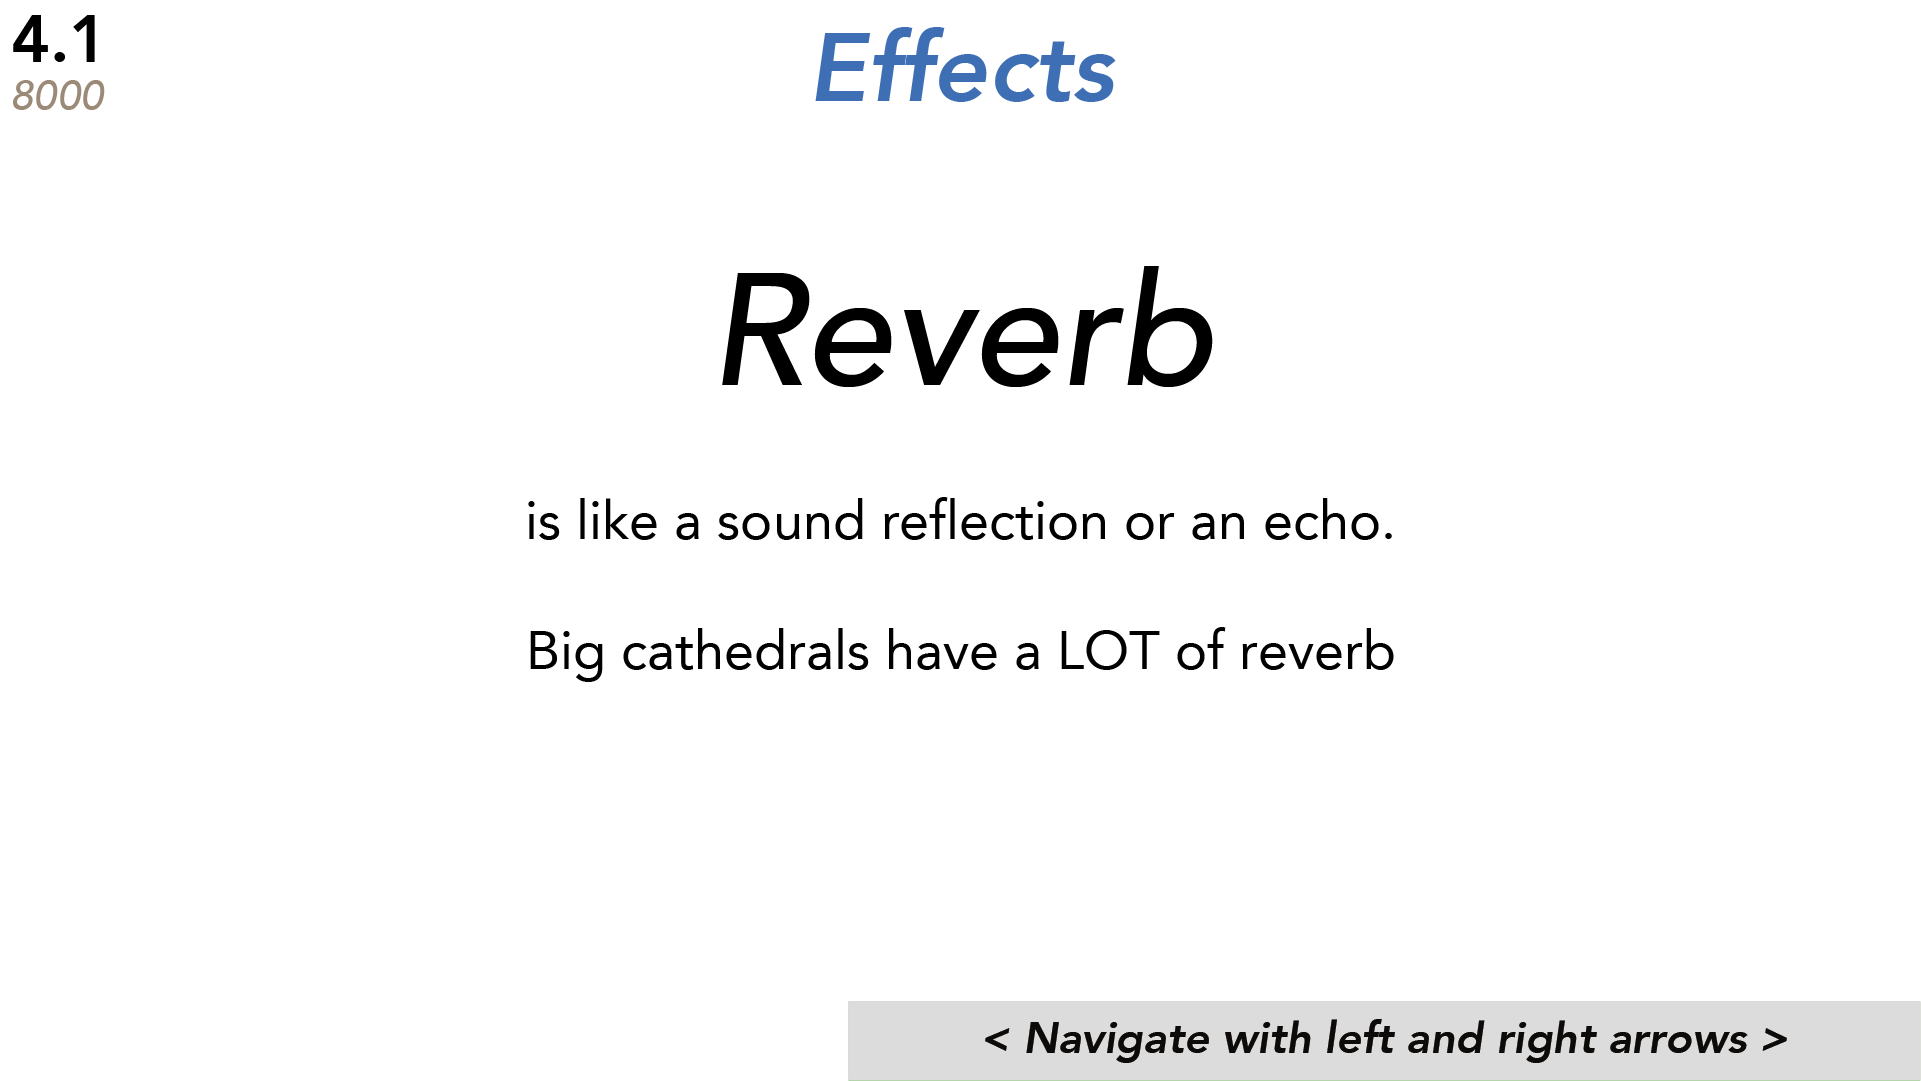 4.1
8000
Effects
Reverb
is like a sound reflection or an echo.
Big cathedrals have a LOT of reverb
< Navigate with left and right arrows >